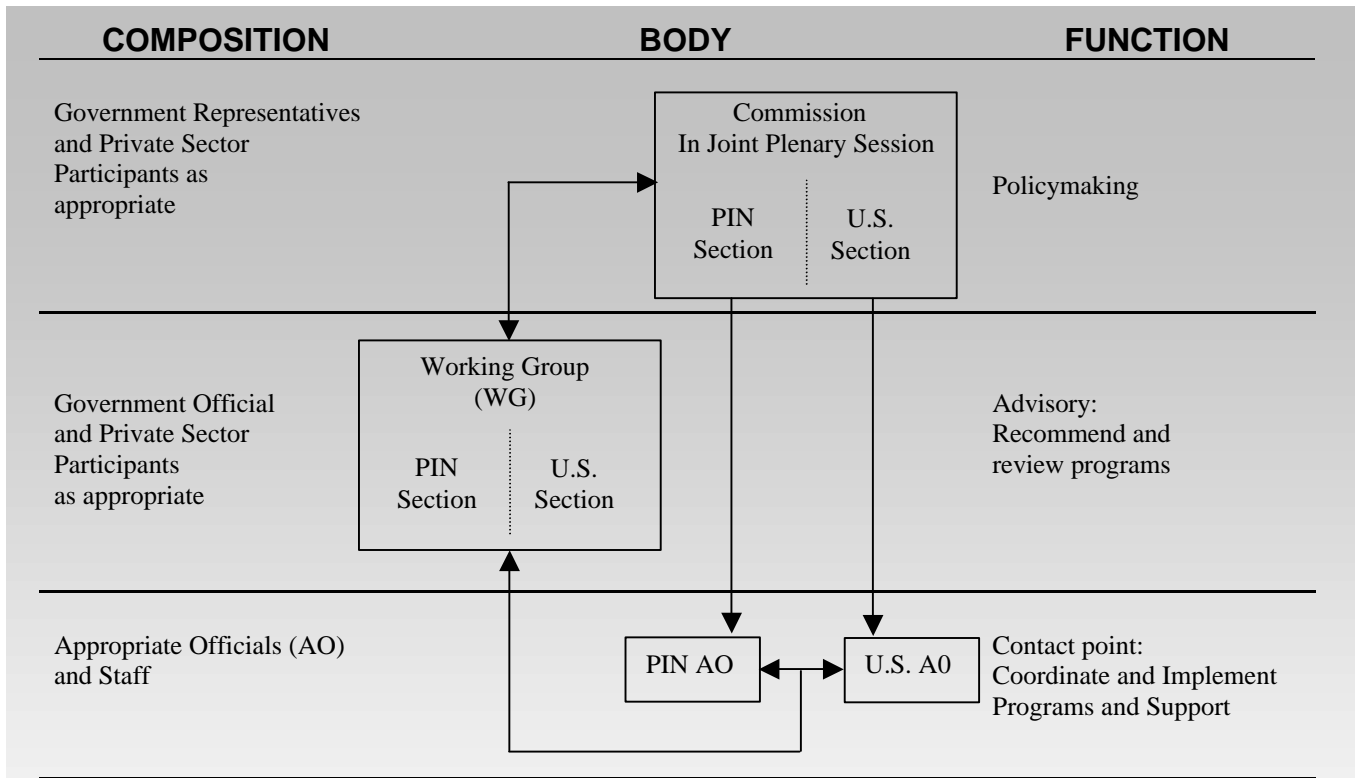 COMPOSITION BODY FUNCTION
Government Representatives
and Private Sector
Participants as
appropriate
Commission
In Joint Plenary Session
PIN
Section
U.S.
Section
Policymaking
Government Official
and Private Sector
Participants
as appropriate
Working Group
(WG)
PIN
Section
U.S.
Section
Advisory:
Recommend and
review programs
Appropriate Officials (AO)
and Staff
PIN AO
U.S. A0
Contact point:
Coordinate and Implement
Programs and Support